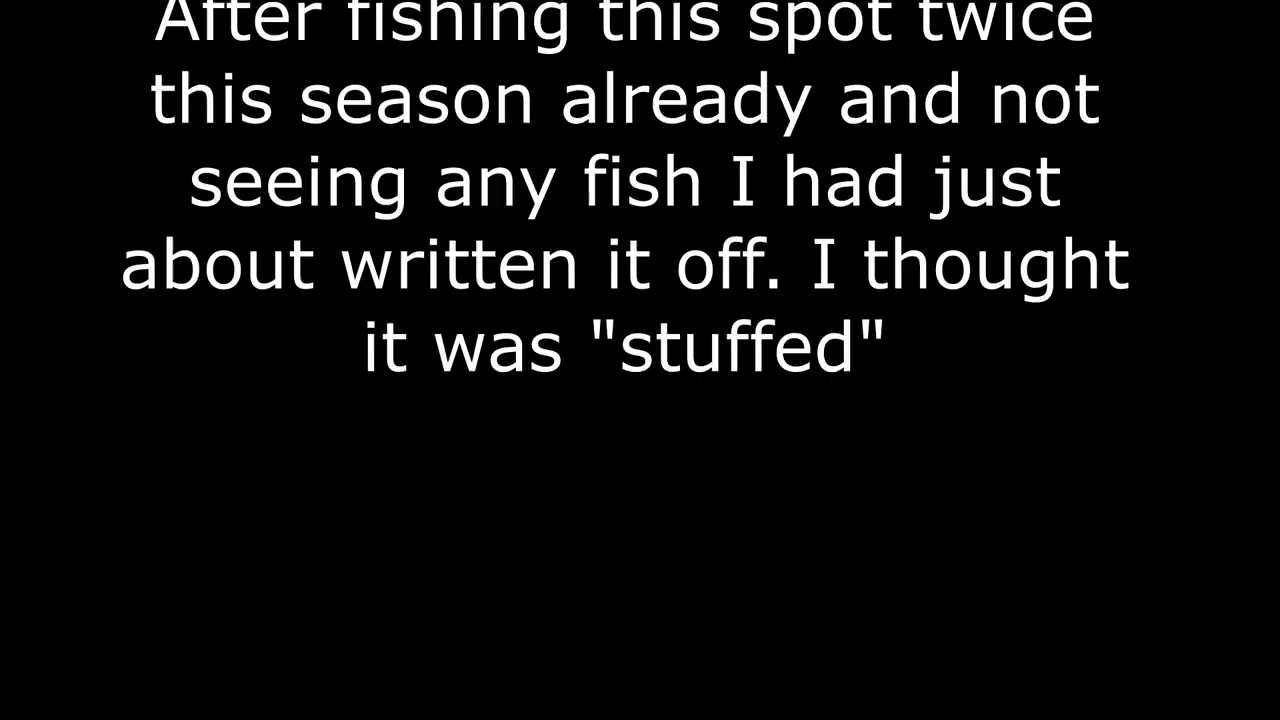 After fishing this spot twice
this season already and not
seeing any fish I had just
about written it off. I thought
it was "stuffed"